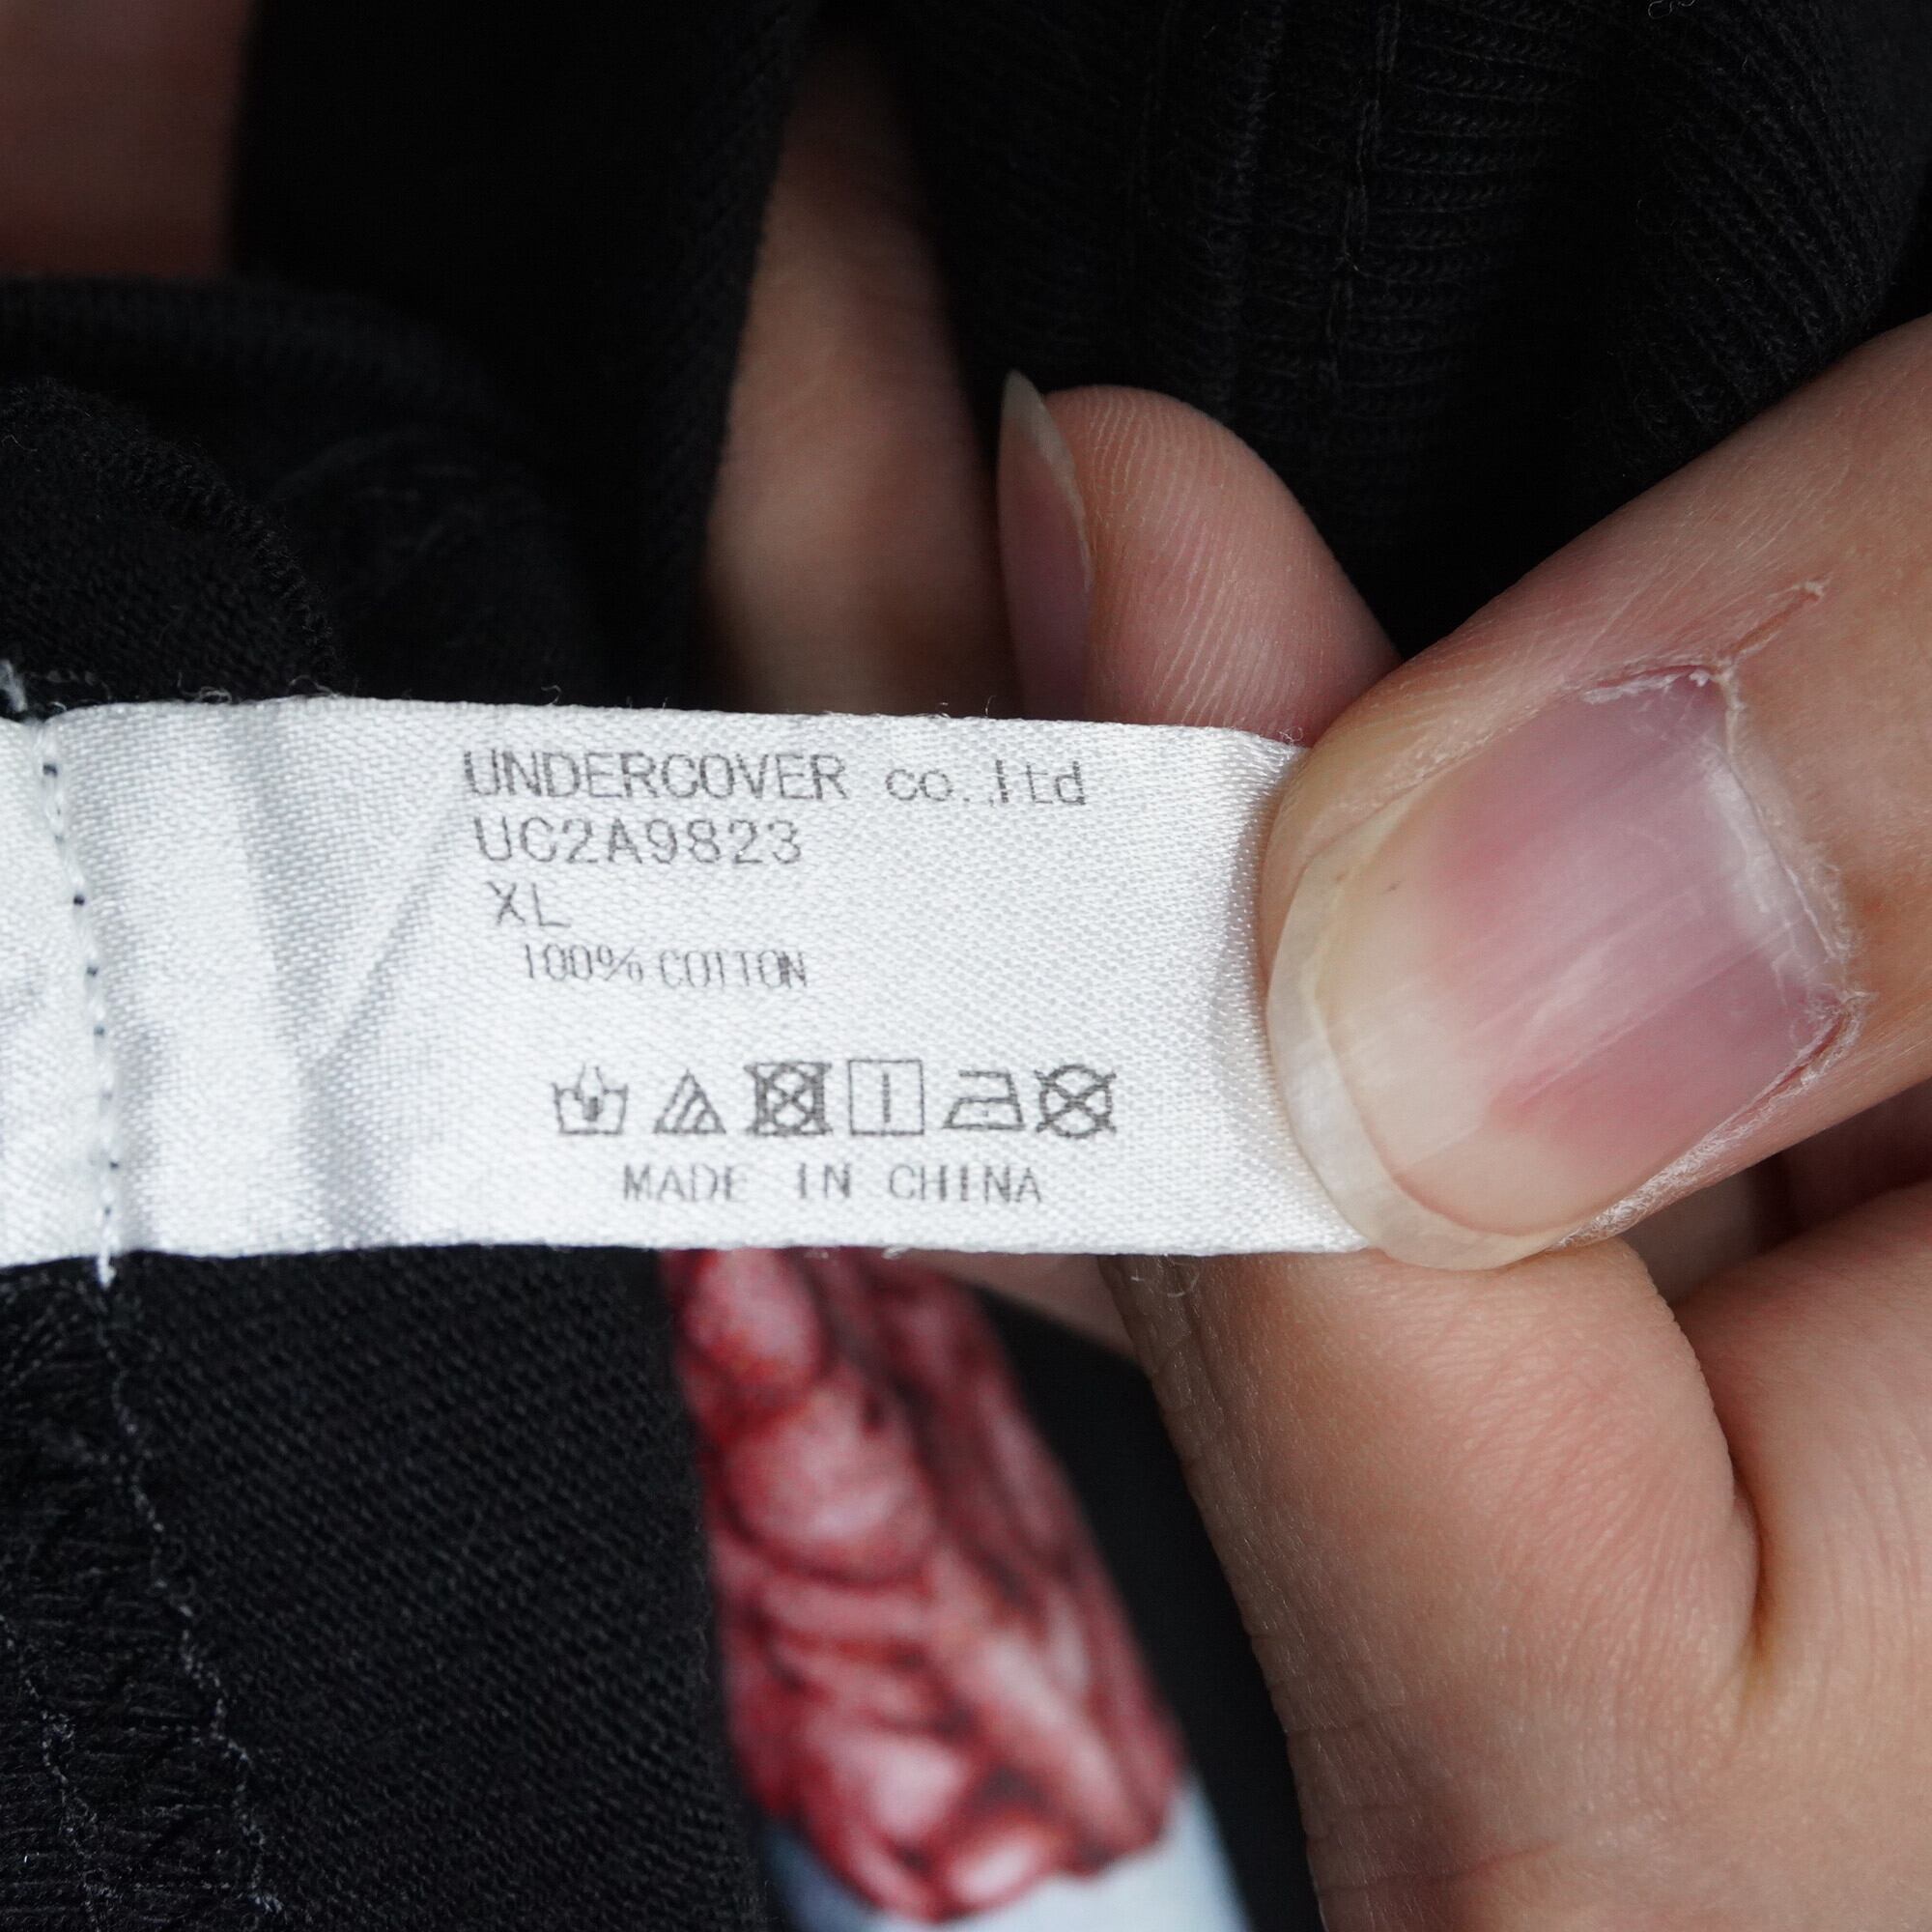 UNDERCOVER co.,ltd
UC2A9823
XL
100% COTTON
MADE IN CHINA